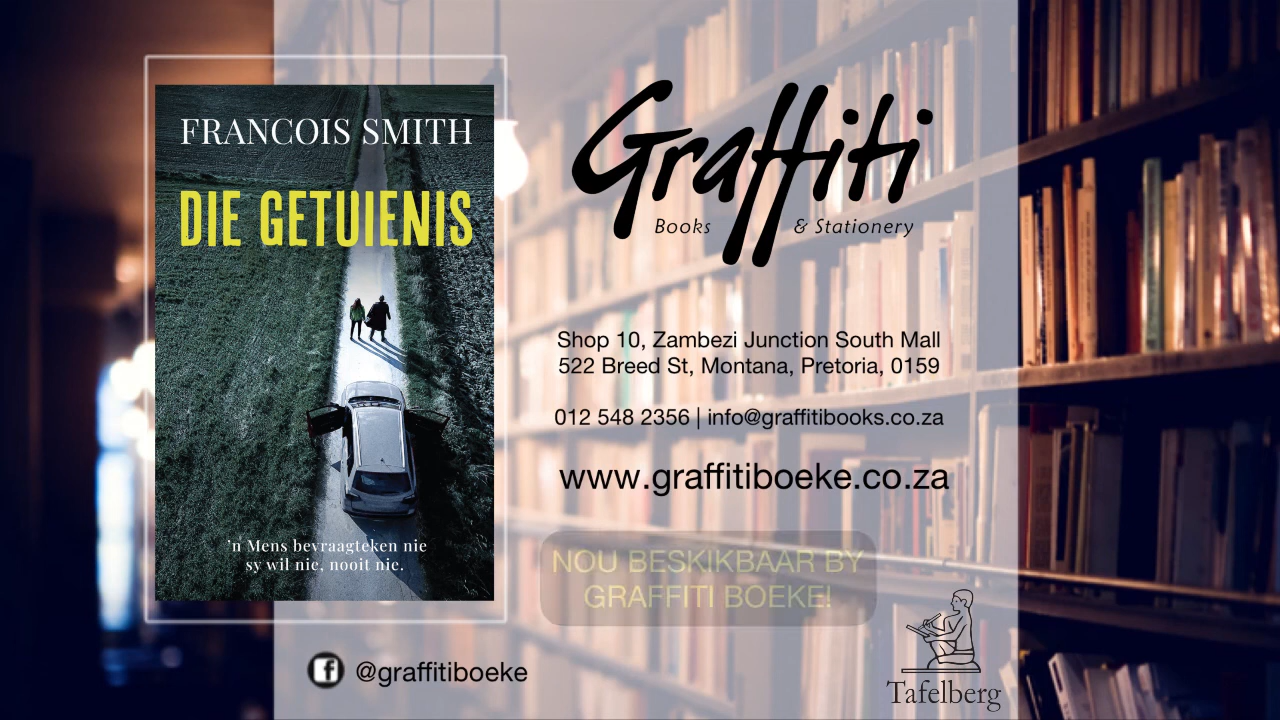 FRANCOIS SMITH
DIE GETUIENIS
'n Mens bevraagteken nie
sy wil nie, nooit nie.
Graffiti
Books & Stationery
Shop 10, Zambezi Junction South Mall
522 Breed St, Montana, Pretoria, 0159
012 548 2356 | info@graffitibooks.co.za
www.graffitiboeke.co.za
NOU BESKIKBAAR BY
GRAFFITI BOEKE!
@graffitiboeke
Tafelberg